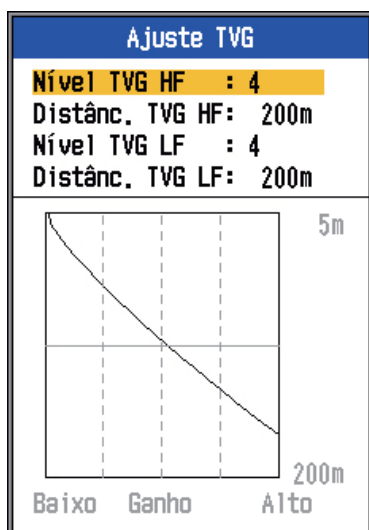 Ajuste TVG
Nível TVG HF : 4
Distânc. TVG HF: 200m
Nível TVG LF : 4
Distânc. TVG LF: 200m
5m
200m
Baixo Ganho Alto